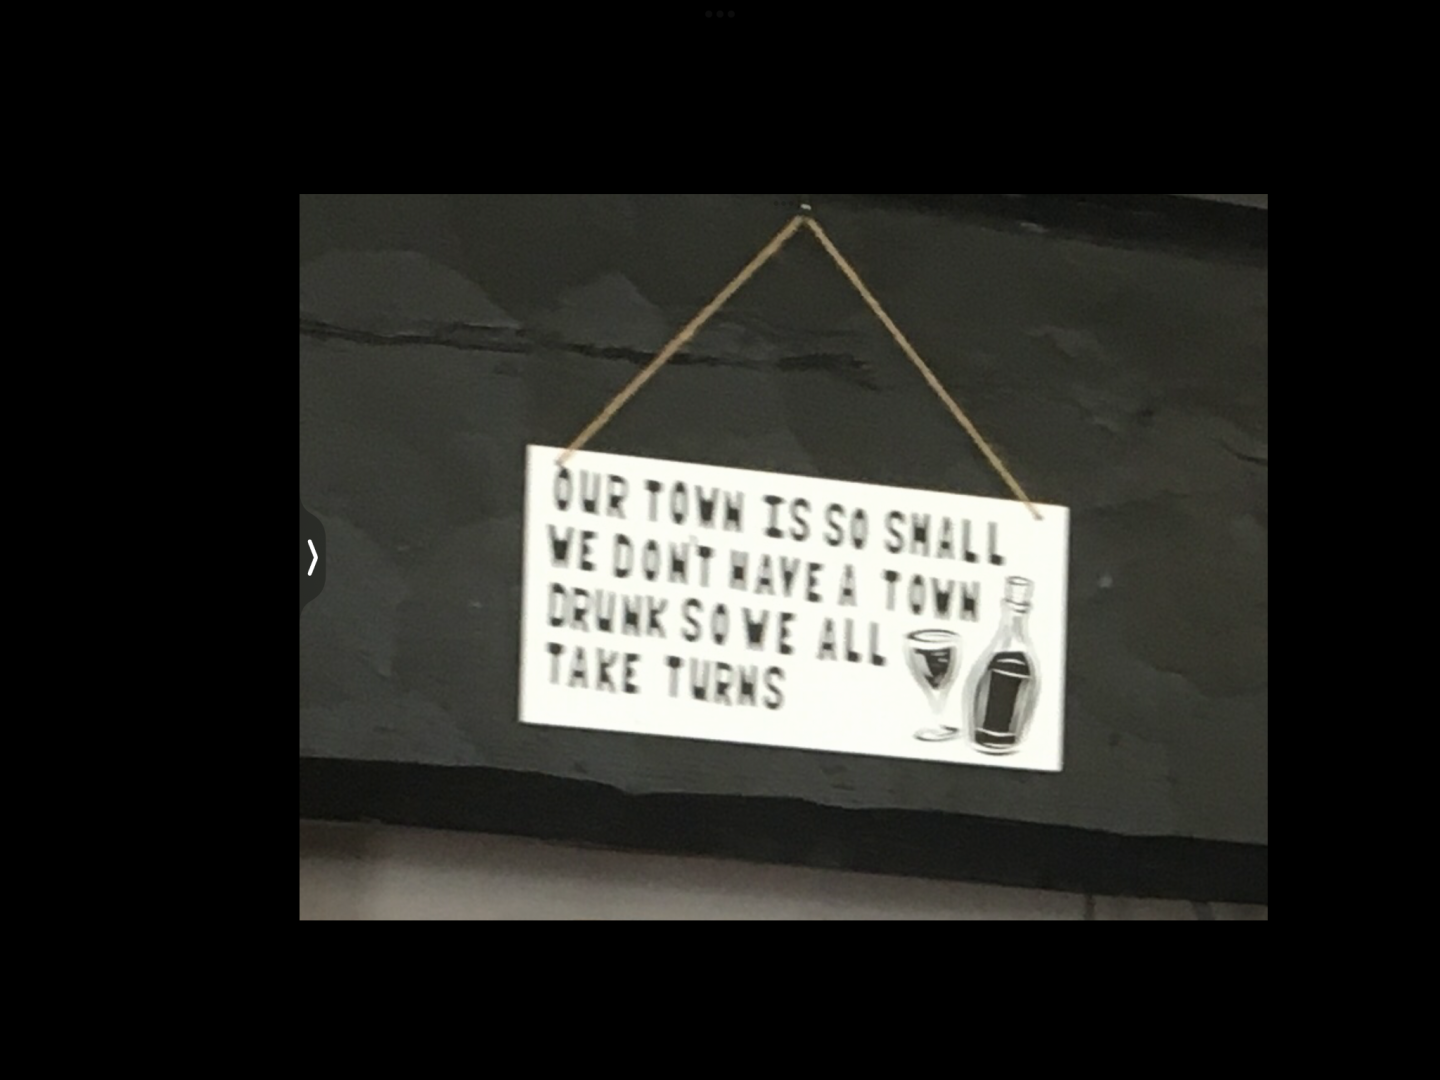 OUR TOWN IS SO SMALL
WE DON'T HAVE A TOWN
DRUNK SO WE ALL
TAKE TURNS